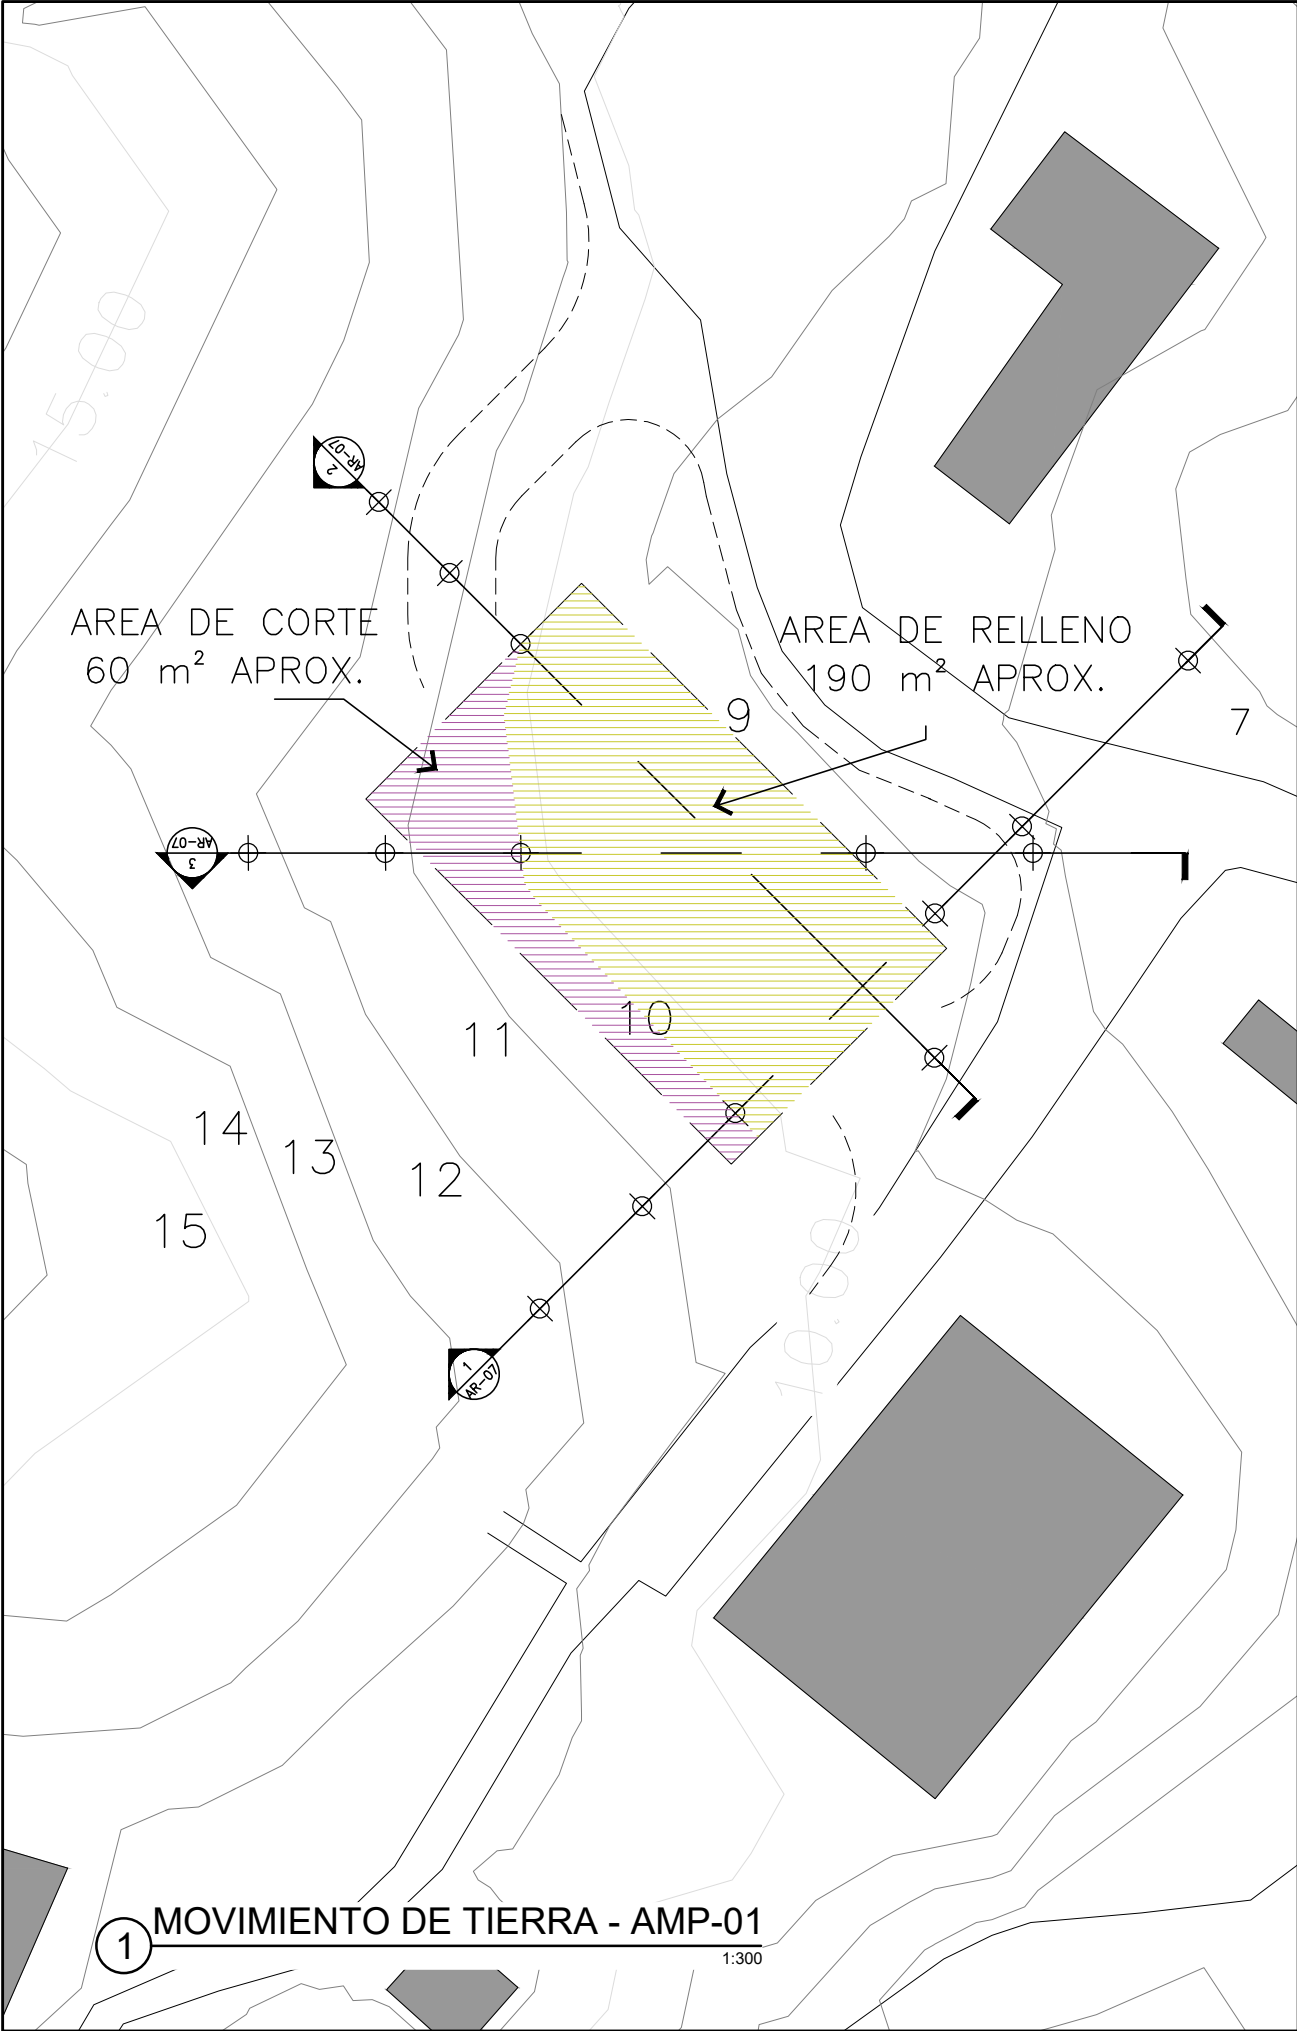 15.00
2
AR-07
AREA DE CORTE
60 m² APROX.
AREA DE RELLENO
190 m² APROX.
9
7
3
AR-07
10
11
14
13
12
15
10.00
1
AR-07
1
MOVIMIENTO DE TIERRA - AMP-01
1:300